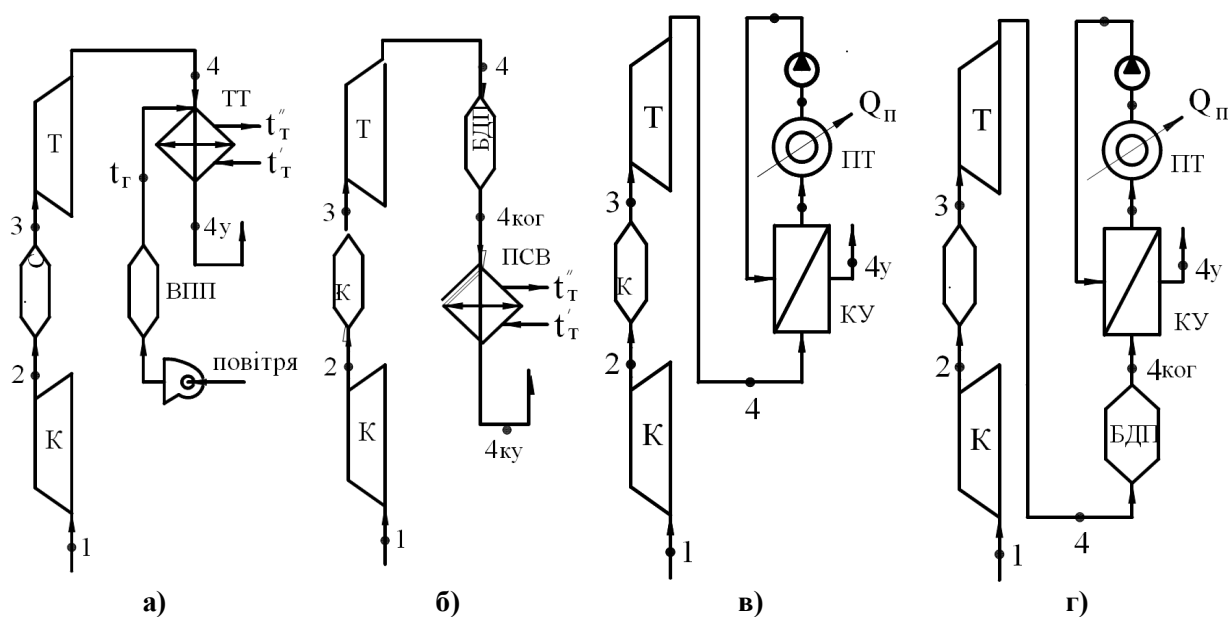 4
ТТ
t″т
t′т
Т
tг
4у
3
С
ВПП
2
повітря
К
1
а)
4
БДП
Т
4ког
3
ПСВ
t″т
t′т
К
2
К
4ку
1
б)
Т
Qп
ПТ
3
К
4у
КУ
2
4
К
1
в)
Т
Qп
ПТ
3
4у
КУ
2
4ког
К
БДП
4
1
г)